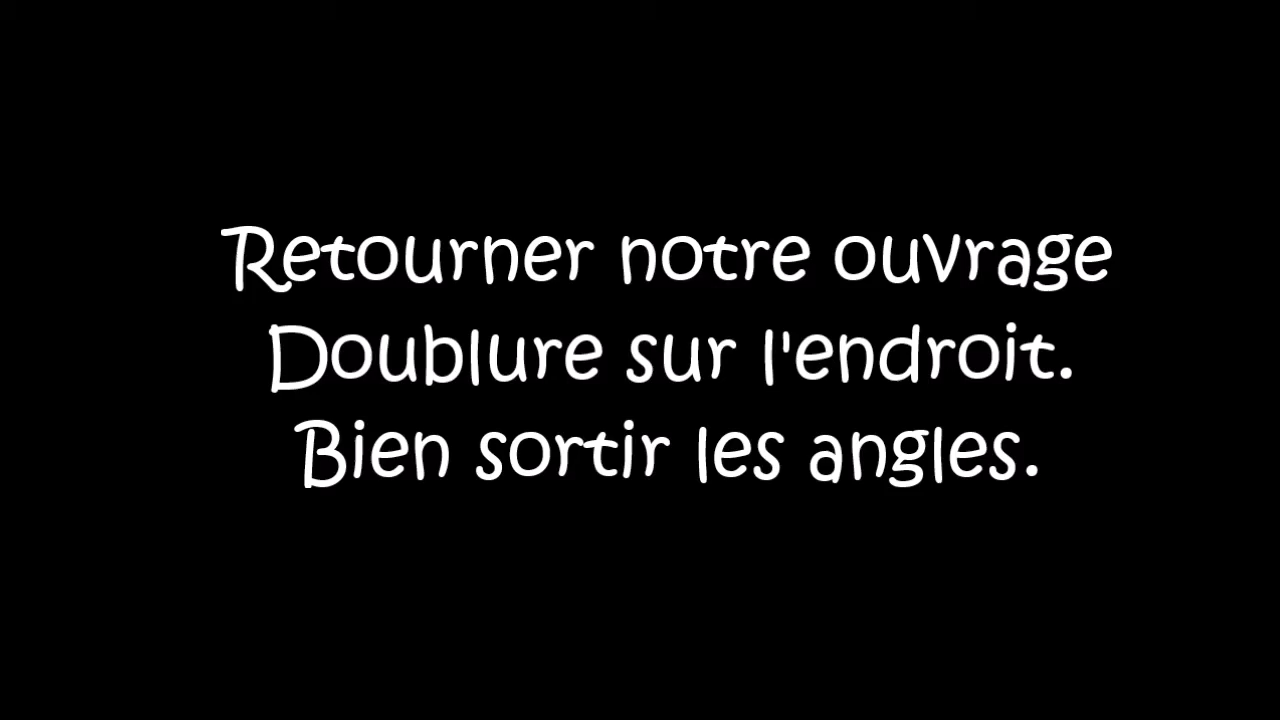 Retourner notre ouvrage
Doublure sur l'endroit.
Bien sortir les angles.